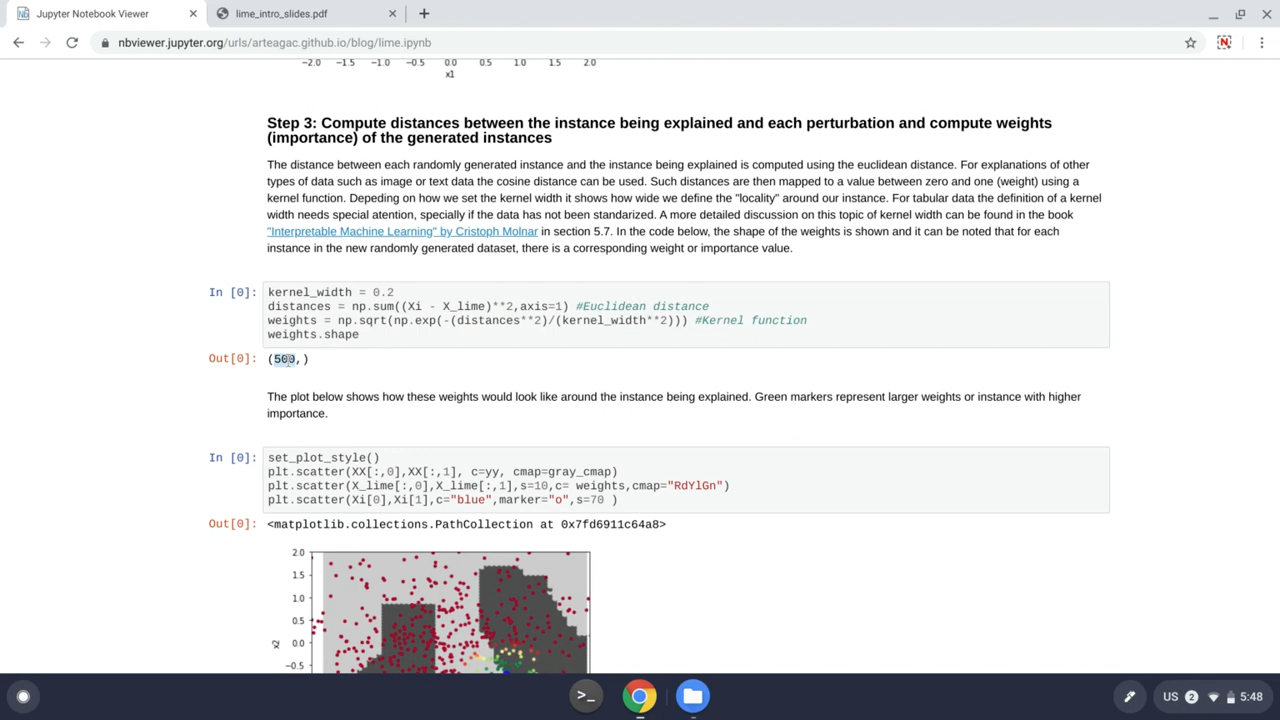 Jupyter Notebook Viewer
lime_intro_slides.pdf
nbviewer.jupyter.org/urls/arteagac.github.io/blog/lime.ipynb
−2.0 −1.5 −1.0 −0.5 0.0 0.5 1.0 1.5 2.0
x1
Step 3: Compute distances between the instance being explained and each perturbation and compute weights
(importance) of the generated instances
The distance between each randomly generated instance and the instance being explained is computed using the euclidean distance. For explanations of other
types of data such as image or text data the cosine distance can be used. Such distances are then mapped to a value between zero and one (weight) using a
kernel function. Depeding on how we set the kernel width it shows how wide we define the "locality" around our instance. For tabular data the definition of a kernel
width needs special atention, specially if the data has not been standarized. A more detailed discussion on this topic of kernel width can be found in the book
"Interpretable Machine Learning" by Cristoph Molnar in section 5.7. In the code below, the shape of the weights is shown and it can be noted that for each
instance in the new randomly generated dataset, there is a corresponding weight or importance value.
In [0]: kernel_width = 0.2
distances = np.sum((Xi - X_lime)**2,axis=1) #Euclidean distance
weights = np.sqrt(np.exp(-(distances**2)/(kernel_width**2))) #Kernel function
weights.shape
Out[0]: (500,)
The plot below shows how these weights would look like around the instance being explained. Green markers represent larger weights or instance with higher
importance.
In [0]: set_plot_style()
plt.scatter(XX[:,0],XX[:,1], c=yy, cmap=gray_cmap)
plt.scatter(X_lime[:,0],X_lime[:,1],s=10,c= weights,cmap="RdYlGn")
plt.scatter(Xi[0],Xi[1],c="blue",marker="o",s=70 )
Out[0]: <matplotlib.collections.PathCollection at 0x7fd6911c64a8>
2.0
1.5
1.0
0.5
0.0
−0.5
x2
US 2 5:48